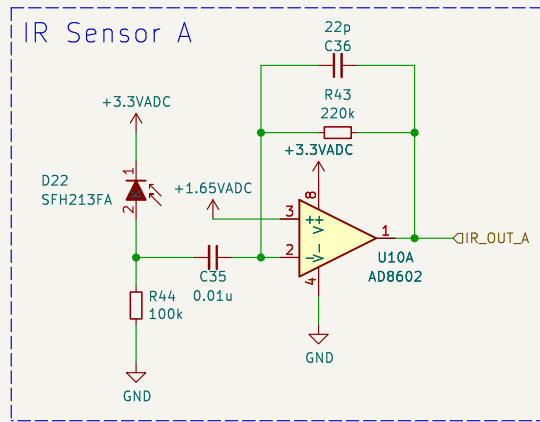 IR Sensor A
22p
C36
R43
220k
+3.3VADC
+3.3VADC
D22
SFH213FA
1
2
+1.65VADC
3
2
8
4
V+
V-
+
-
1
IR_OUT_A
U10A
AD8602
C35
0.01u
R44
100k
GND
GND